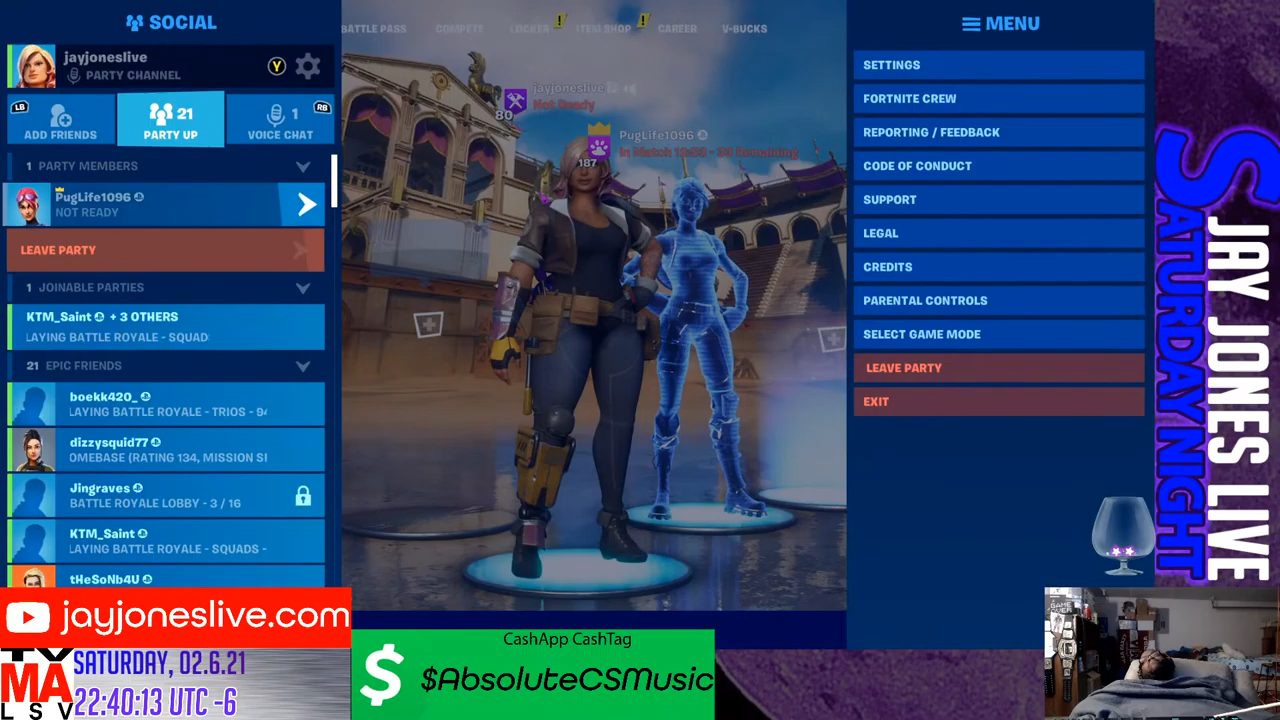 SOCIAL
jayjoneslive
PARTY CHANNEL
Y
LB
ADD FRIENDS
21
PARTY UP
1
VOICE CHAT
RB
1 PARTY MEMBERS
PugLife1096
NOT READY
LEAVE PARTY
1 JOINABLE PARTIES
KTM_Saint + 3 OTHERS
LAYING BATTLE ROYALE - SQUAD
21 EPIC FRIENDS
boekk420_
LAYING BATTLE ROYALE - TRIOS - 94
dizzysquid77
OMEBASE (RATING 134, MISSION SI
Jingraves
BATTLE ROYALE LOBBY - 3 / 16
KTM_Saint
LAYING BATTLE ROYALE - SQUADS -
tHeSoNb4U
BATTLE PASS
COMPETE
LOCKER
ITEM SHOP
CAREER
V-BUCKS
jayjoneslive
Not Ready
80
PugLife1096
187
MENU
SETTINGS
FORTNITE CREW
REPORTING / FEEDBACK
CODE OF CONDUCT
SUPPORT
LEGAL
CREDITS
PARENTAL CONTROLS
SELECT GAME MODE
LEAVE PARTY
EXIT
JAY JONES LIVE
SATURDAY NIGHT
jayjoneslive.com
SATURDAY, 02.6.21
22:40:13 UTC -6
MA
LSV
CashApp CashTag
$
$AbsoluteCSMusic